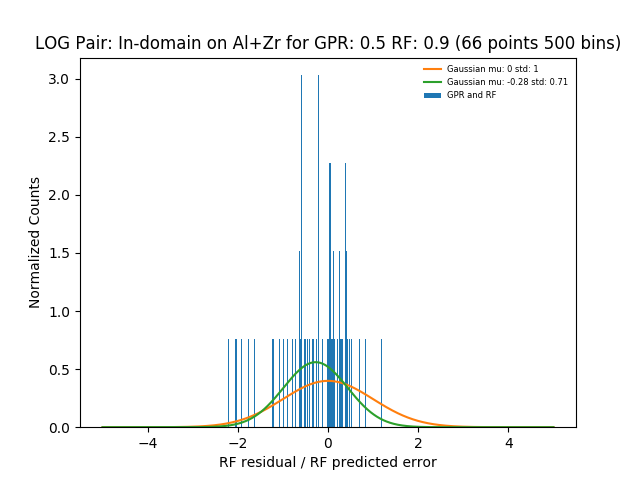 LOG Pair: In-domain on Al+Zr for GPR: 0.5 RF: 0.9 (66 points 500 bins)
Gaussian mu: 0 std: 1
Gaussian mu: -0.28 std: 0.71
GPR and RF
Normalized Counts
3.0
2.5
2.0
1.5
1.0
0.5
0.0
−4 −2 0 2 4
RF residual / RF predicted error